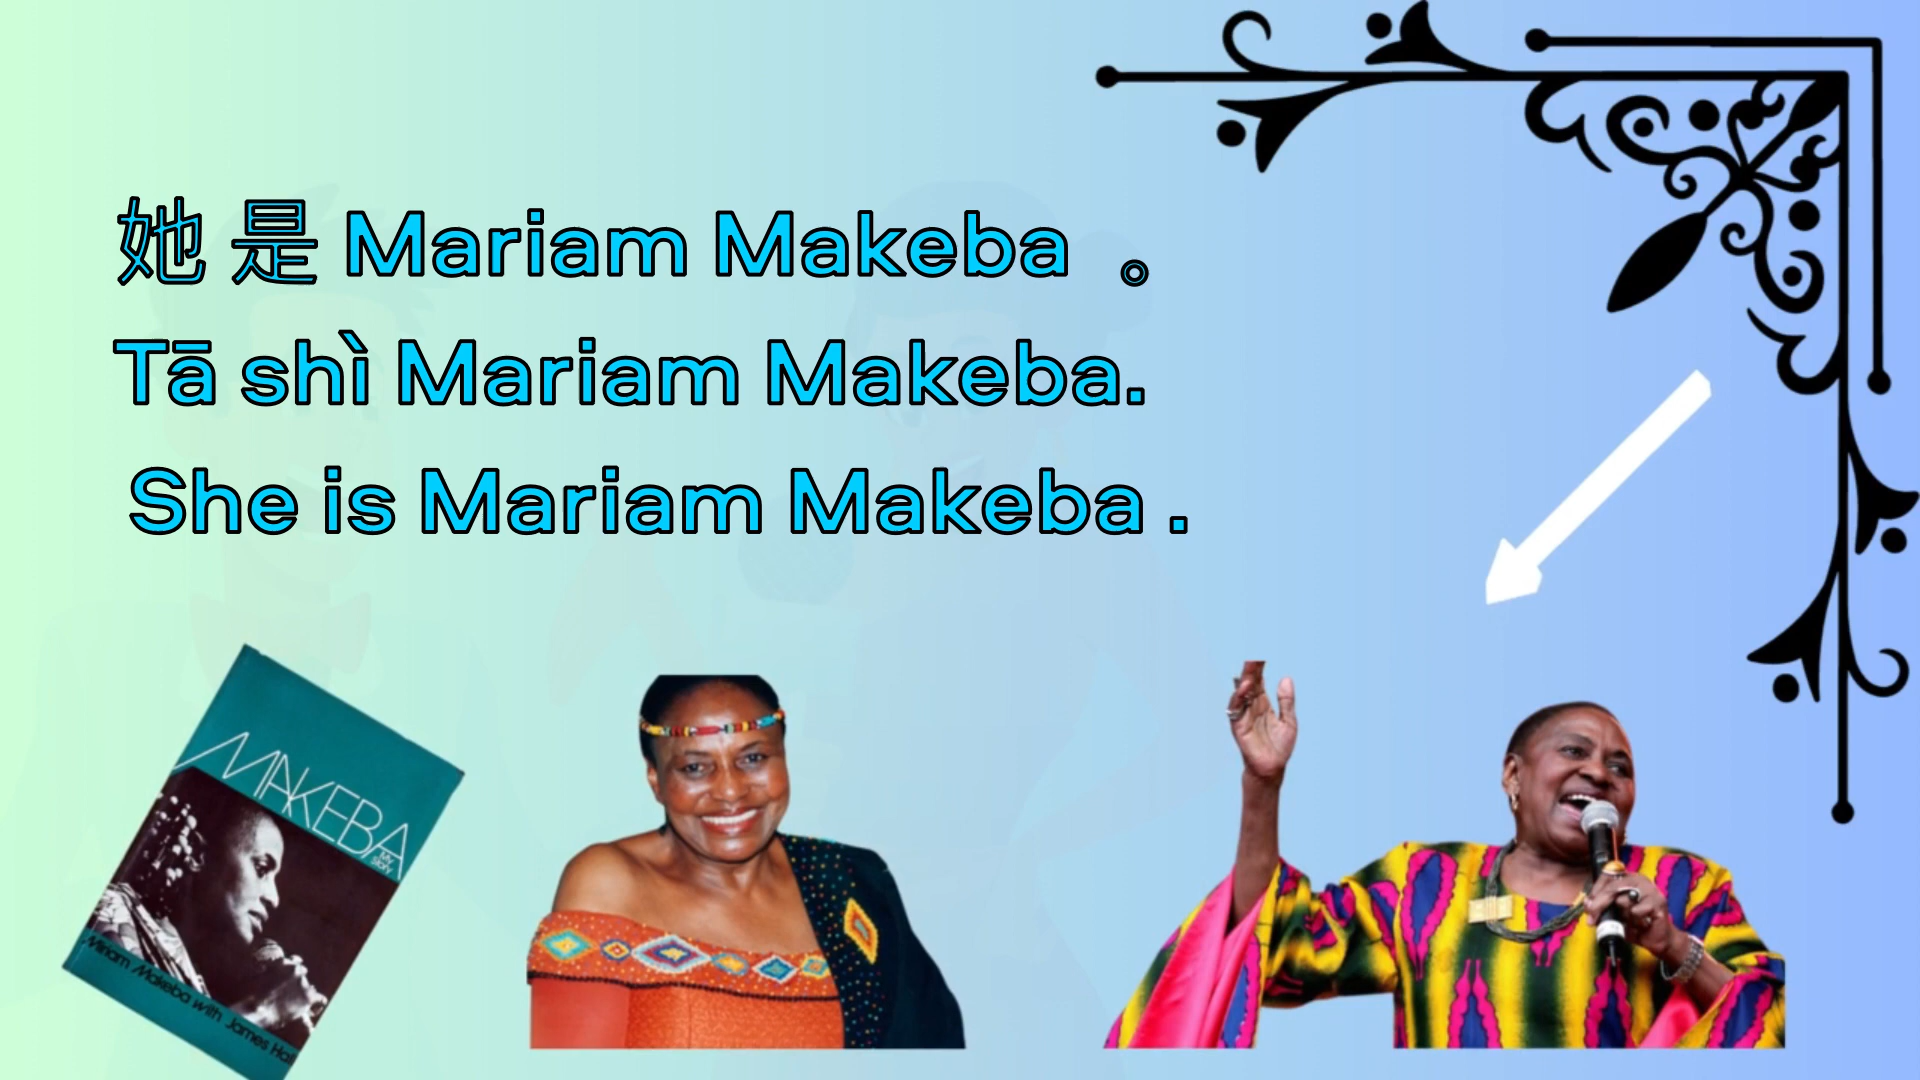 她 是 Mariam Makeba 。
Tā shì Mariam Makeba.
She is Mariam Makeba .
MAKEBA
My
story
Miriam Makeba with James Hall